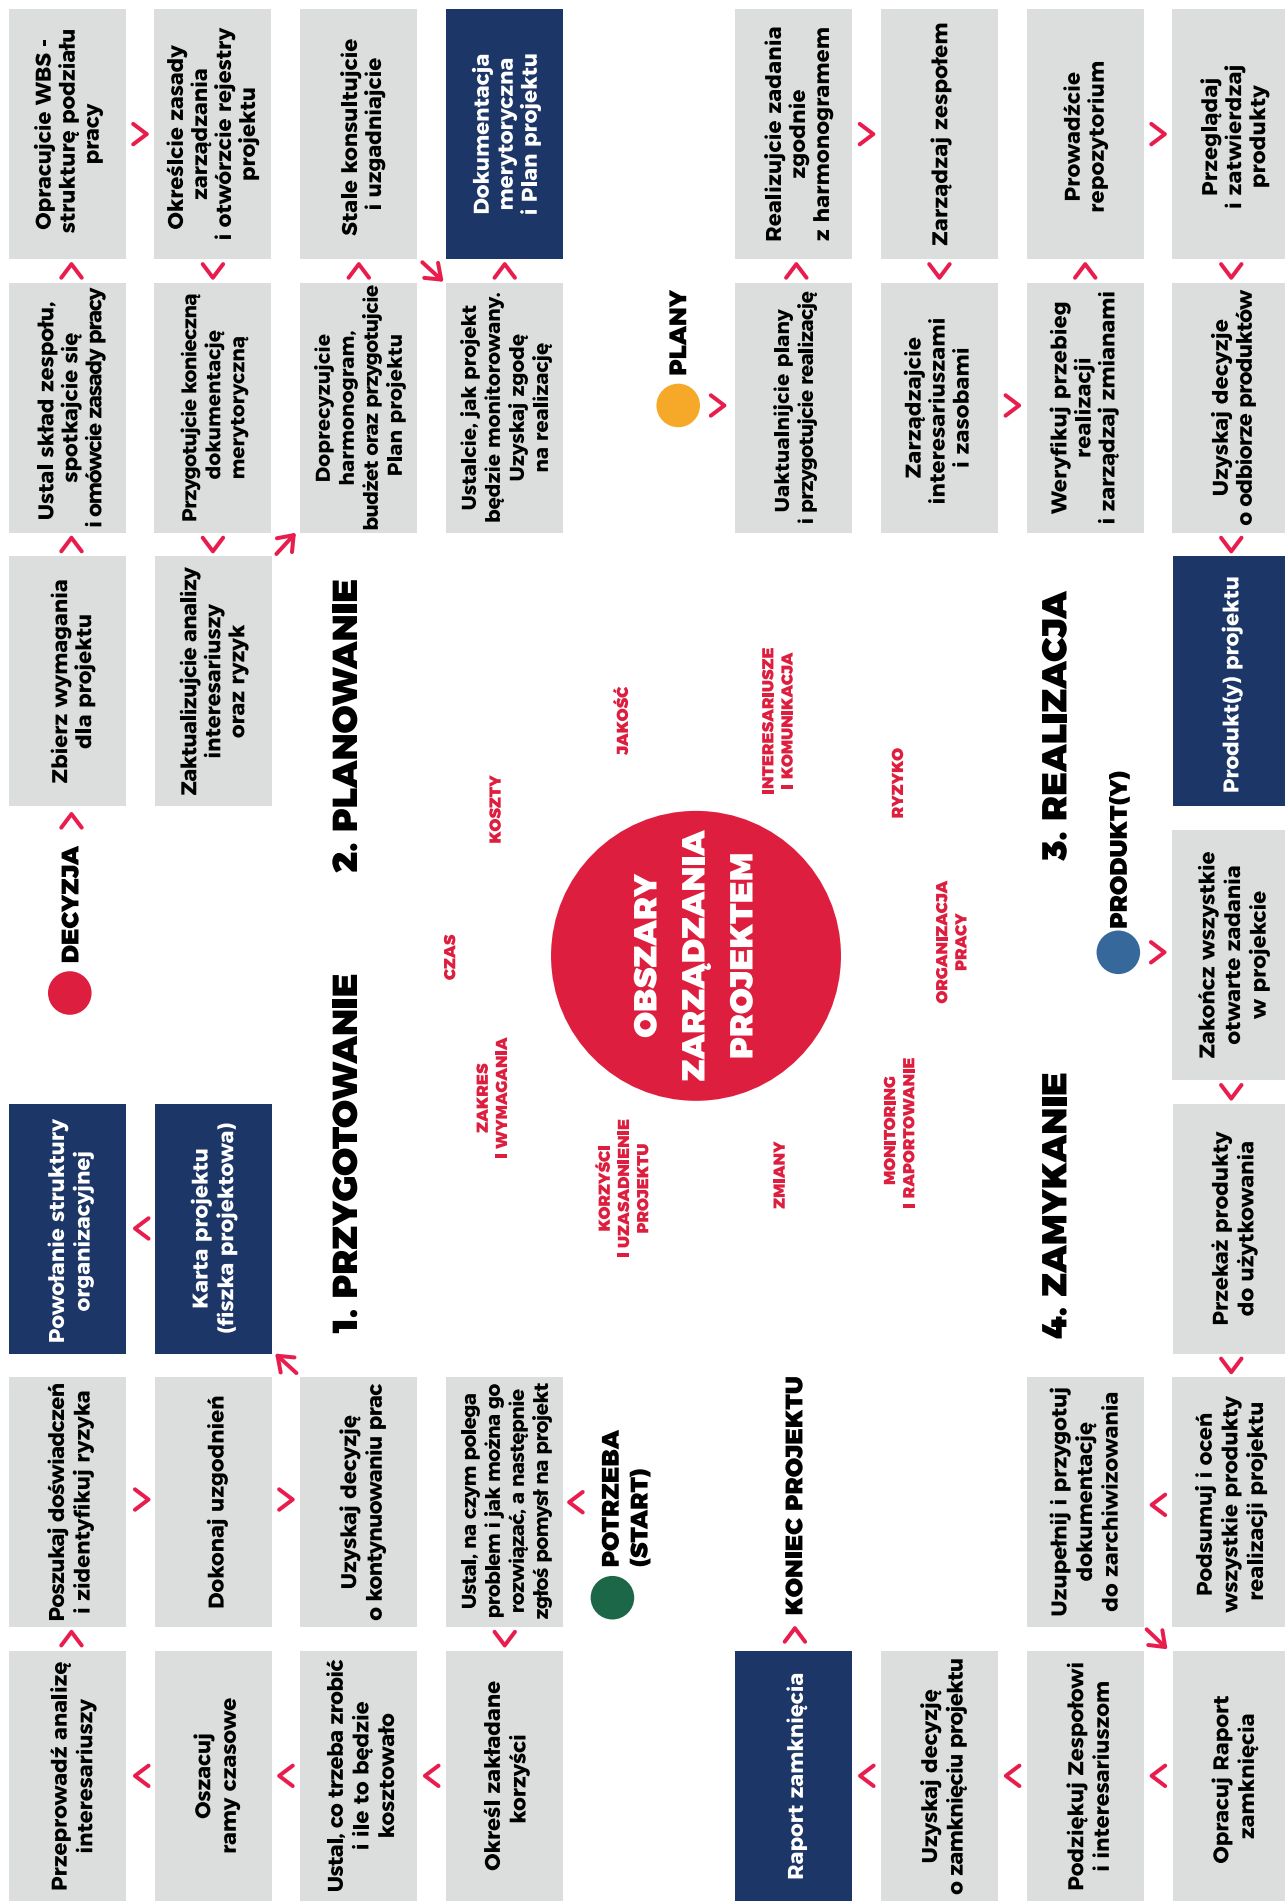 POTRZEBA
(START)
Ustal, na czym polega
problem i jak można go
rozwiązać, a następnie
zgłoś pomysł na projekt
Określ zakładane
korzyści
Ustal, co trzeba zrobić
i ile to będzie
kosztowało
Oszacuj
ramy czasowe
Przeprowadź analizę
interesariuszy
Poszukaj doświadczeń
i zidentyfikuj ryzyka
Dokonaj uzgodnień
Uzyskaj decyzję
o kontynuowaniu prac
Karta projektu
(fiszka projektowa)
Powołanie struktury
organizacyjnej
1. PRZYGOTOWANIE
DECYZJA
Zbierz wymagania
dla projektu
Ustal skład zespołu,
spotkajcie się
i omówcie zasady pracy
Opracujcie WBS -
strukturę podziału
pracy
Określcie zasady
zarządzania
i otwórzcie rejestry
projektu
Przygotujcie konieczną
dokumentację
merytoryczną
Zaktualizujcie analizy
interesariuszy
oraz ryzyk
Doprecyzujcie
harmonogram,
budżet oraz przygotujcie
Plan projektu
Stale konsultujcie
i uzgadniajcie
Ustalcie, jak projekt
będzie monitorowany.
Uzyskaj zgodę
na realizację
Dokumentacja
merytoryczna
i Plan projektu
2. PLANOWANIE
OBSZARY
ZARZĄDZANIA
PROJEKTEM
KORZYŚCI
I UZASADNIENIE
PROJEKTU
ZAKRES
I WYMAGANIA
CZAS
KOSZTY
JAKOŚĆ
INTERESARIUSZE
I KOMUNIKACJA
RYZYKO
ORGANIZACJA
PRACY
MONITORING
I RAPORTOWANIE
ZMIANY
PLANY
Uaktualnijcie plany
i przygotujcie realizację
Realizujcie zadania
zgodnie
z harmonogramem
Zarządzaj zespołem
Zarządzajcie
interesariuszami
i zasobami
Weryfikuj przebieg
realizacji
i zarządzaj zmianami
Prowadźcie
repozytorium
Przeglądaj
i zatwierdzaj
produkty
Uzyskaj decyzje
o odbiorze produktów
Produkt(y) projektu
3. REALIZACJA
PRODUKT(Y)
Zakończ wszystkie
otwarte zadania
w projekcie
Przekaż produkty
do użytkowania
Podsumuj i oceń
wszystkie produkty
realizacji projektu
Uzupełnij i przygotuj
dokumentację
do zarchiwizowania
Opracuj Raport
zamknięcia
Podziękuj Zespołowi
i interesariuszom
Uzyskaj decyzję
o zamknięciu projektu
Raport zamknięcia
KONIEC PROJEKTU
4. ZAMYKANIE